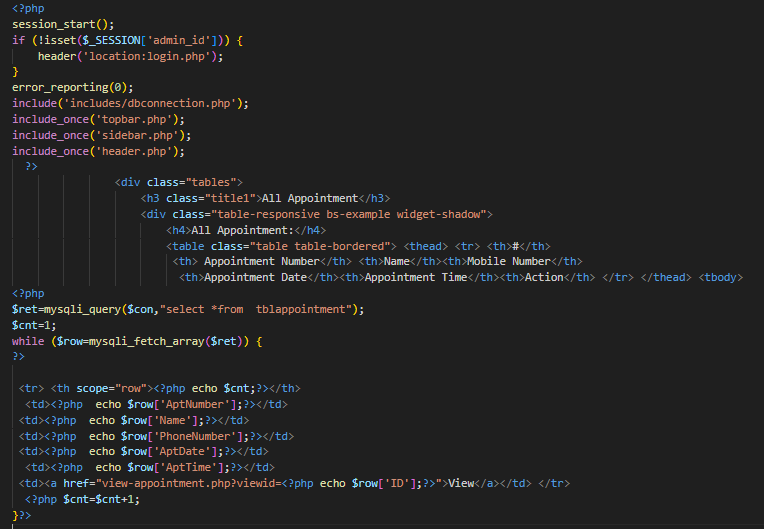 <?php
session_start();
if (!isset($_SESSION['admin_id'])) {
    header('location:login.php');
}
error_reporting(0);
include('includes/dbconnection.php');
include_once('topbar.php');
include_once('sidebar.php');
include_once('header.php');
  ?>
                <div class="tables">
                    <h3 class="title1">All Appointment</h3>
                    <div class="table-responsive bs-example widget-shadow">
                        <h4>All Appointment:</h4>
                        <table class="table table-bordered"> <thead> <tr> <th>#</th>
                         <th> Appointment Number</th> <th>Name</th><th>Mobile Number</th>
                          <th>Appointment Date</th><th>Appointment Time</th><th>Action</th> </tr> </thead> <tbody>
<?php
$ret=mysqli_query($con,"select *from  tblappointment");
$cnt=1;
while ($row=mysqli_fetch_array($ret)) {
?>
 <tr> <th scope="row"><?php echo $cnt;?></th>
  <td><?php  echo $row['AptNumber'];?></td>
 <td><?php  echo $row['Name'];?></td>
 <td><?php  echo $row['PhoneNumber'];?></td>
 <td><?php  echo $row['AptDate'];?></td>
  <td><?php  echo $row['AptTime'];?></td>
 <td><a href="view-appointment.php?viewid=<?php echo $row['ID'];?>">View</a></td> </tr>
  <?php $cnt=$cnt+1;
}?>